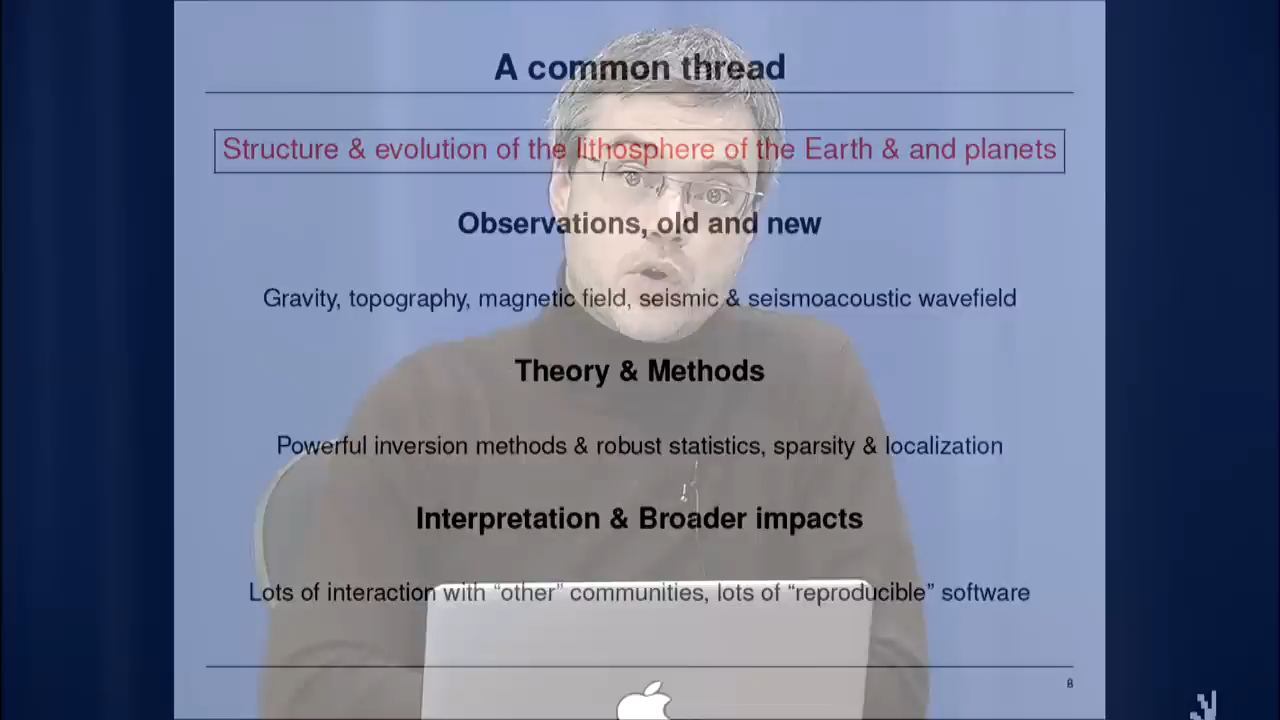 A common thread
Structure & evolution of the lithosphere of the Earth & and planets
Observations, old and new
Gravity, topography, magnetic field, seismic & seismoacoustic wavefield
Theory & Methods
Powerful inversion methods & robust statistics, sparsity & localization
Interpretation & Broader impacts
Lots of interaction with “other” communities, lots of “reproducible” software
8